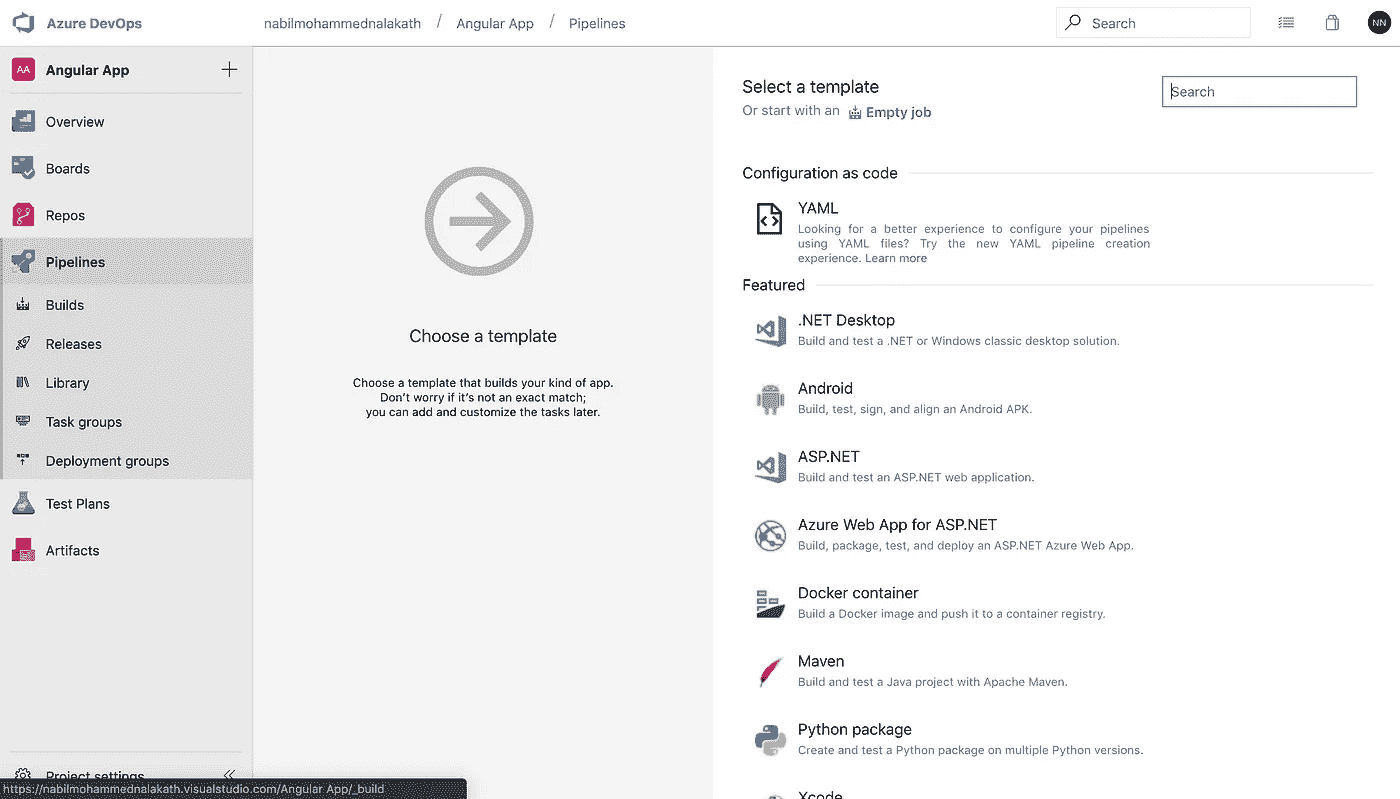 Azure DevOps
nabilmohammednalakath / Angular App / Pipelines
Search
NN
AA Angular App
Overview
Boards
Repos
Pipelines
Builds
Releases
Library
Task groups
Deployment groups
Test Plans
Artifacts
Project settings
https://nabilmohammednalakath.visualstudio.com/Angular App/_build
Choose a template
Choose a template that builds your kind of app.
Don't worry if it's not an exact match;
you can add and customize the tasks later.
Select a template
Or start with an Empty job
Search
Configuration as code
YAML
Looking for a better experience to configure your pipelines
using YAML files? Try the new YAML pipeline creation
experience. Learn more
Featured
.NET Desktop
Build and test a .NET or Windows classic desktop solution.
Android
Build, test, sign, and align an Android APK.
ASP.NET
Build and test an ASP.NET web application.
Azure Web App for ASP.NET
Build, package, test, and deploy an ASP.NET Azure Web App.
Docker container
Build a Docker image and push it to a container registry.
Maven
Build and test a Java project with Apache Maven.
Python package
Create and test a Python package on multiple Python versions.
Xcode